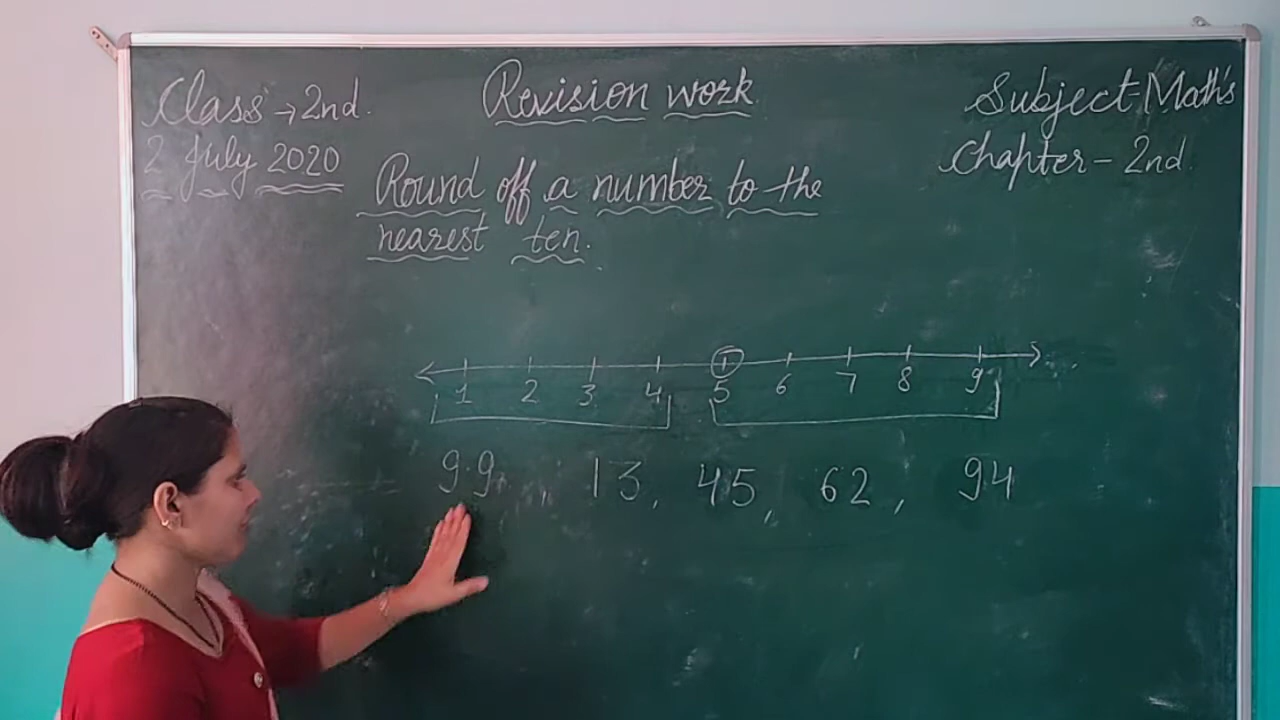 Class → 2nd.
Revision work
Subject-Math's
2 July 2020
Chapter - 2nd
Round off a number to the
nearest ten.
1 2 3 4 5 6 7 8 9
99, 13, 45, 62, 94